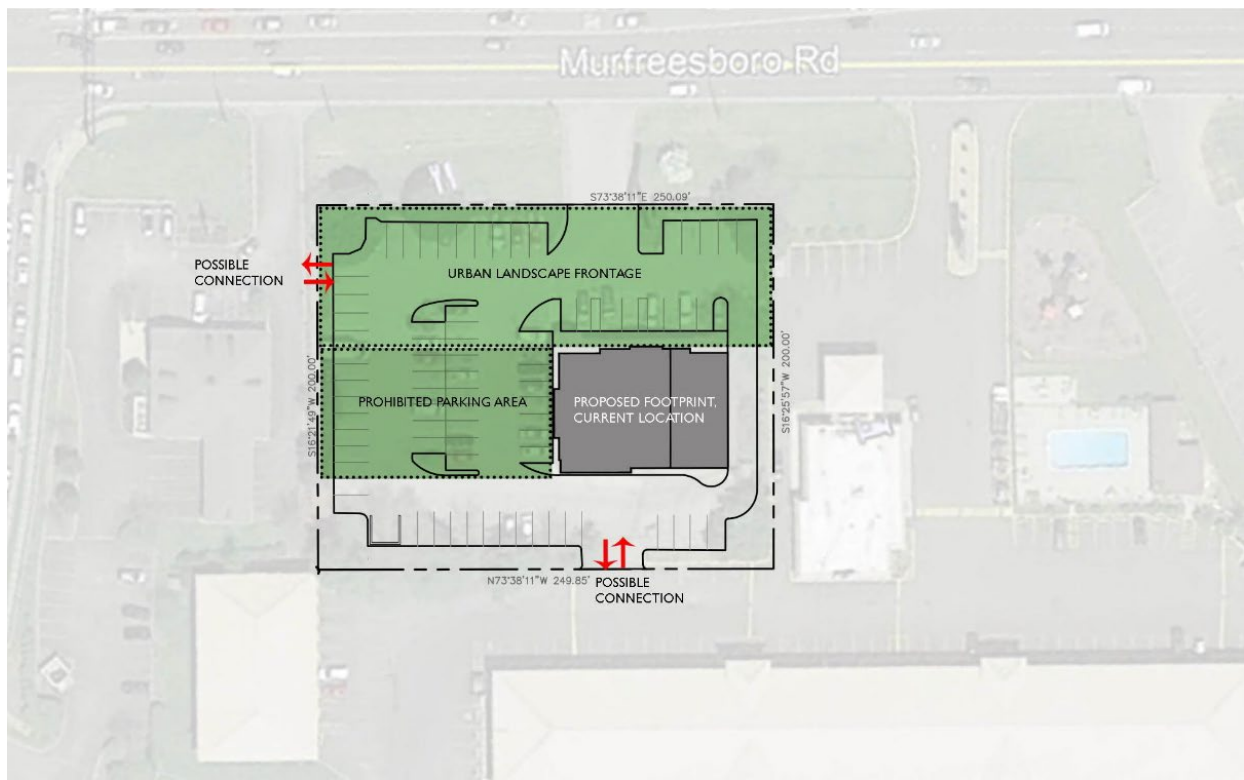 Murfreesboro Rd
S73°38'11"E 250.09'
POSSIBLE
CONNECTION
URBAN LANDSCAPE FRONTAGE
S16°21'49"W 200.00'
PROHIBITED PARKING AREA
PROPOSED FOOTPRINT,
CURRENT LOCATION
S16°25'57"W 200.00'
N73°38'11"W 249.85'
POSSIBLE
CONNECTION